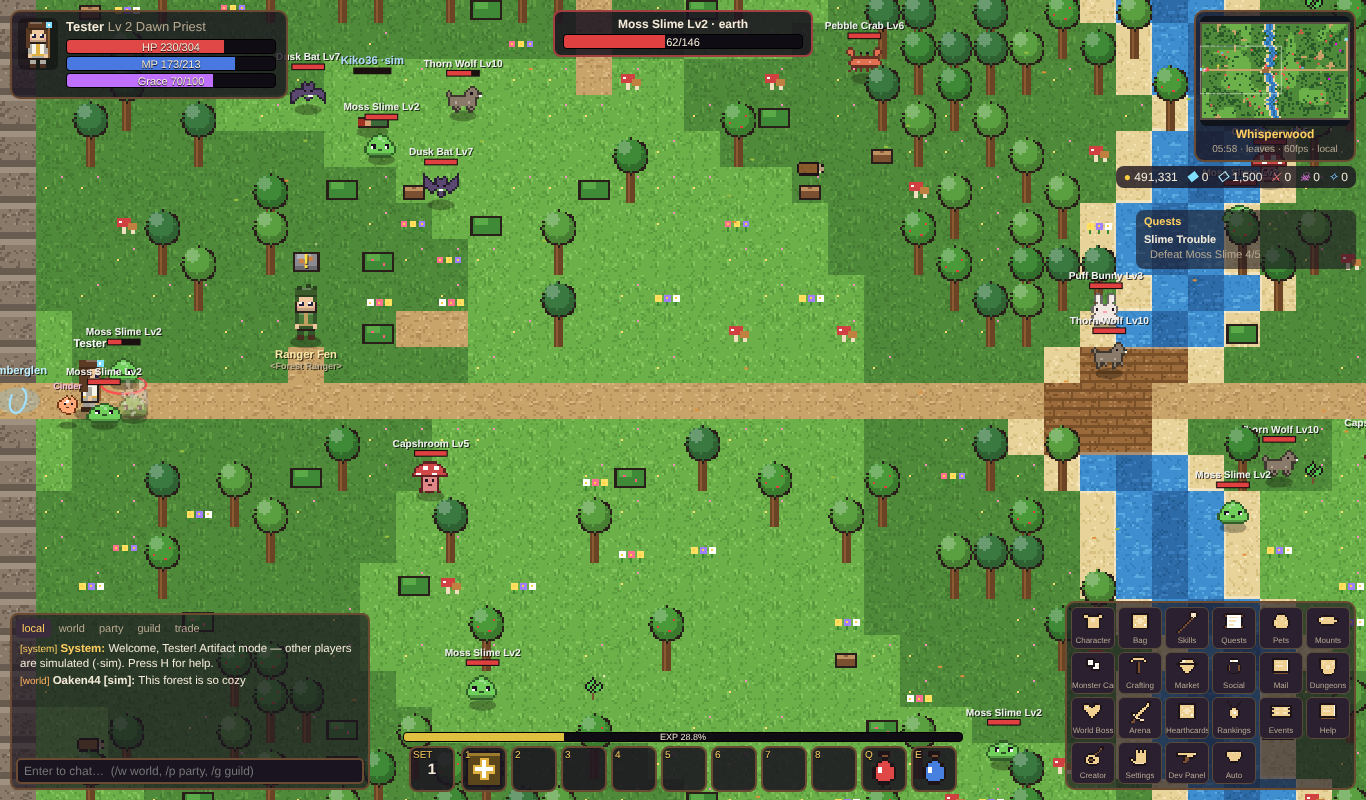 Tester Lv 2 Dawn Priest
HP 230/304
MP 173/213
Grace 70/100
Moss Slime Lv2 · earth
62/146
Pebble Crab Lv6
Dusk Bat Lv7
Kiko36 ·sim
Thorn Wolf Lv10
Moss Slime Lv2
Dusk Bat Lv7
Whisperwood
05:58 · leaves · 60fps · local
491,331 0 1,500 0 0 0
Quests
Slime Trouble
Defeat Moss Slime 4/5
Puff Bunny Lv3
Thorn Wolf Lv10
Moss Slime Lv2
Tester
Moss Slime Lv2
Cinder
mberglen
Ranger Fen
<Forest Ranger>
Capshroom Lv5
Thorn Wolf Lv10
Caps
Moss Slime Lv2
Moss Slime Lv2
Moss Slime Lv2
local world party guild trade
[system] System: Welcome, Tester! Artifact mode — other players
are simulated (·sim). Press H for help.
[world] Oaken44 [sim]: This forest is so cozy
Enter to chat… (/w world, /p party, /g guild)
EXP 28.8%
SET 1 1 2 3 4 5 6 7 8 Q E
Character Bag Skills Quests Pets Mounts
Monster Ca Crafting Market Social Mail Dungeons
World Boss Arena Hearthcards Rankings Events Help
Creator Settings Dev Panel Auto